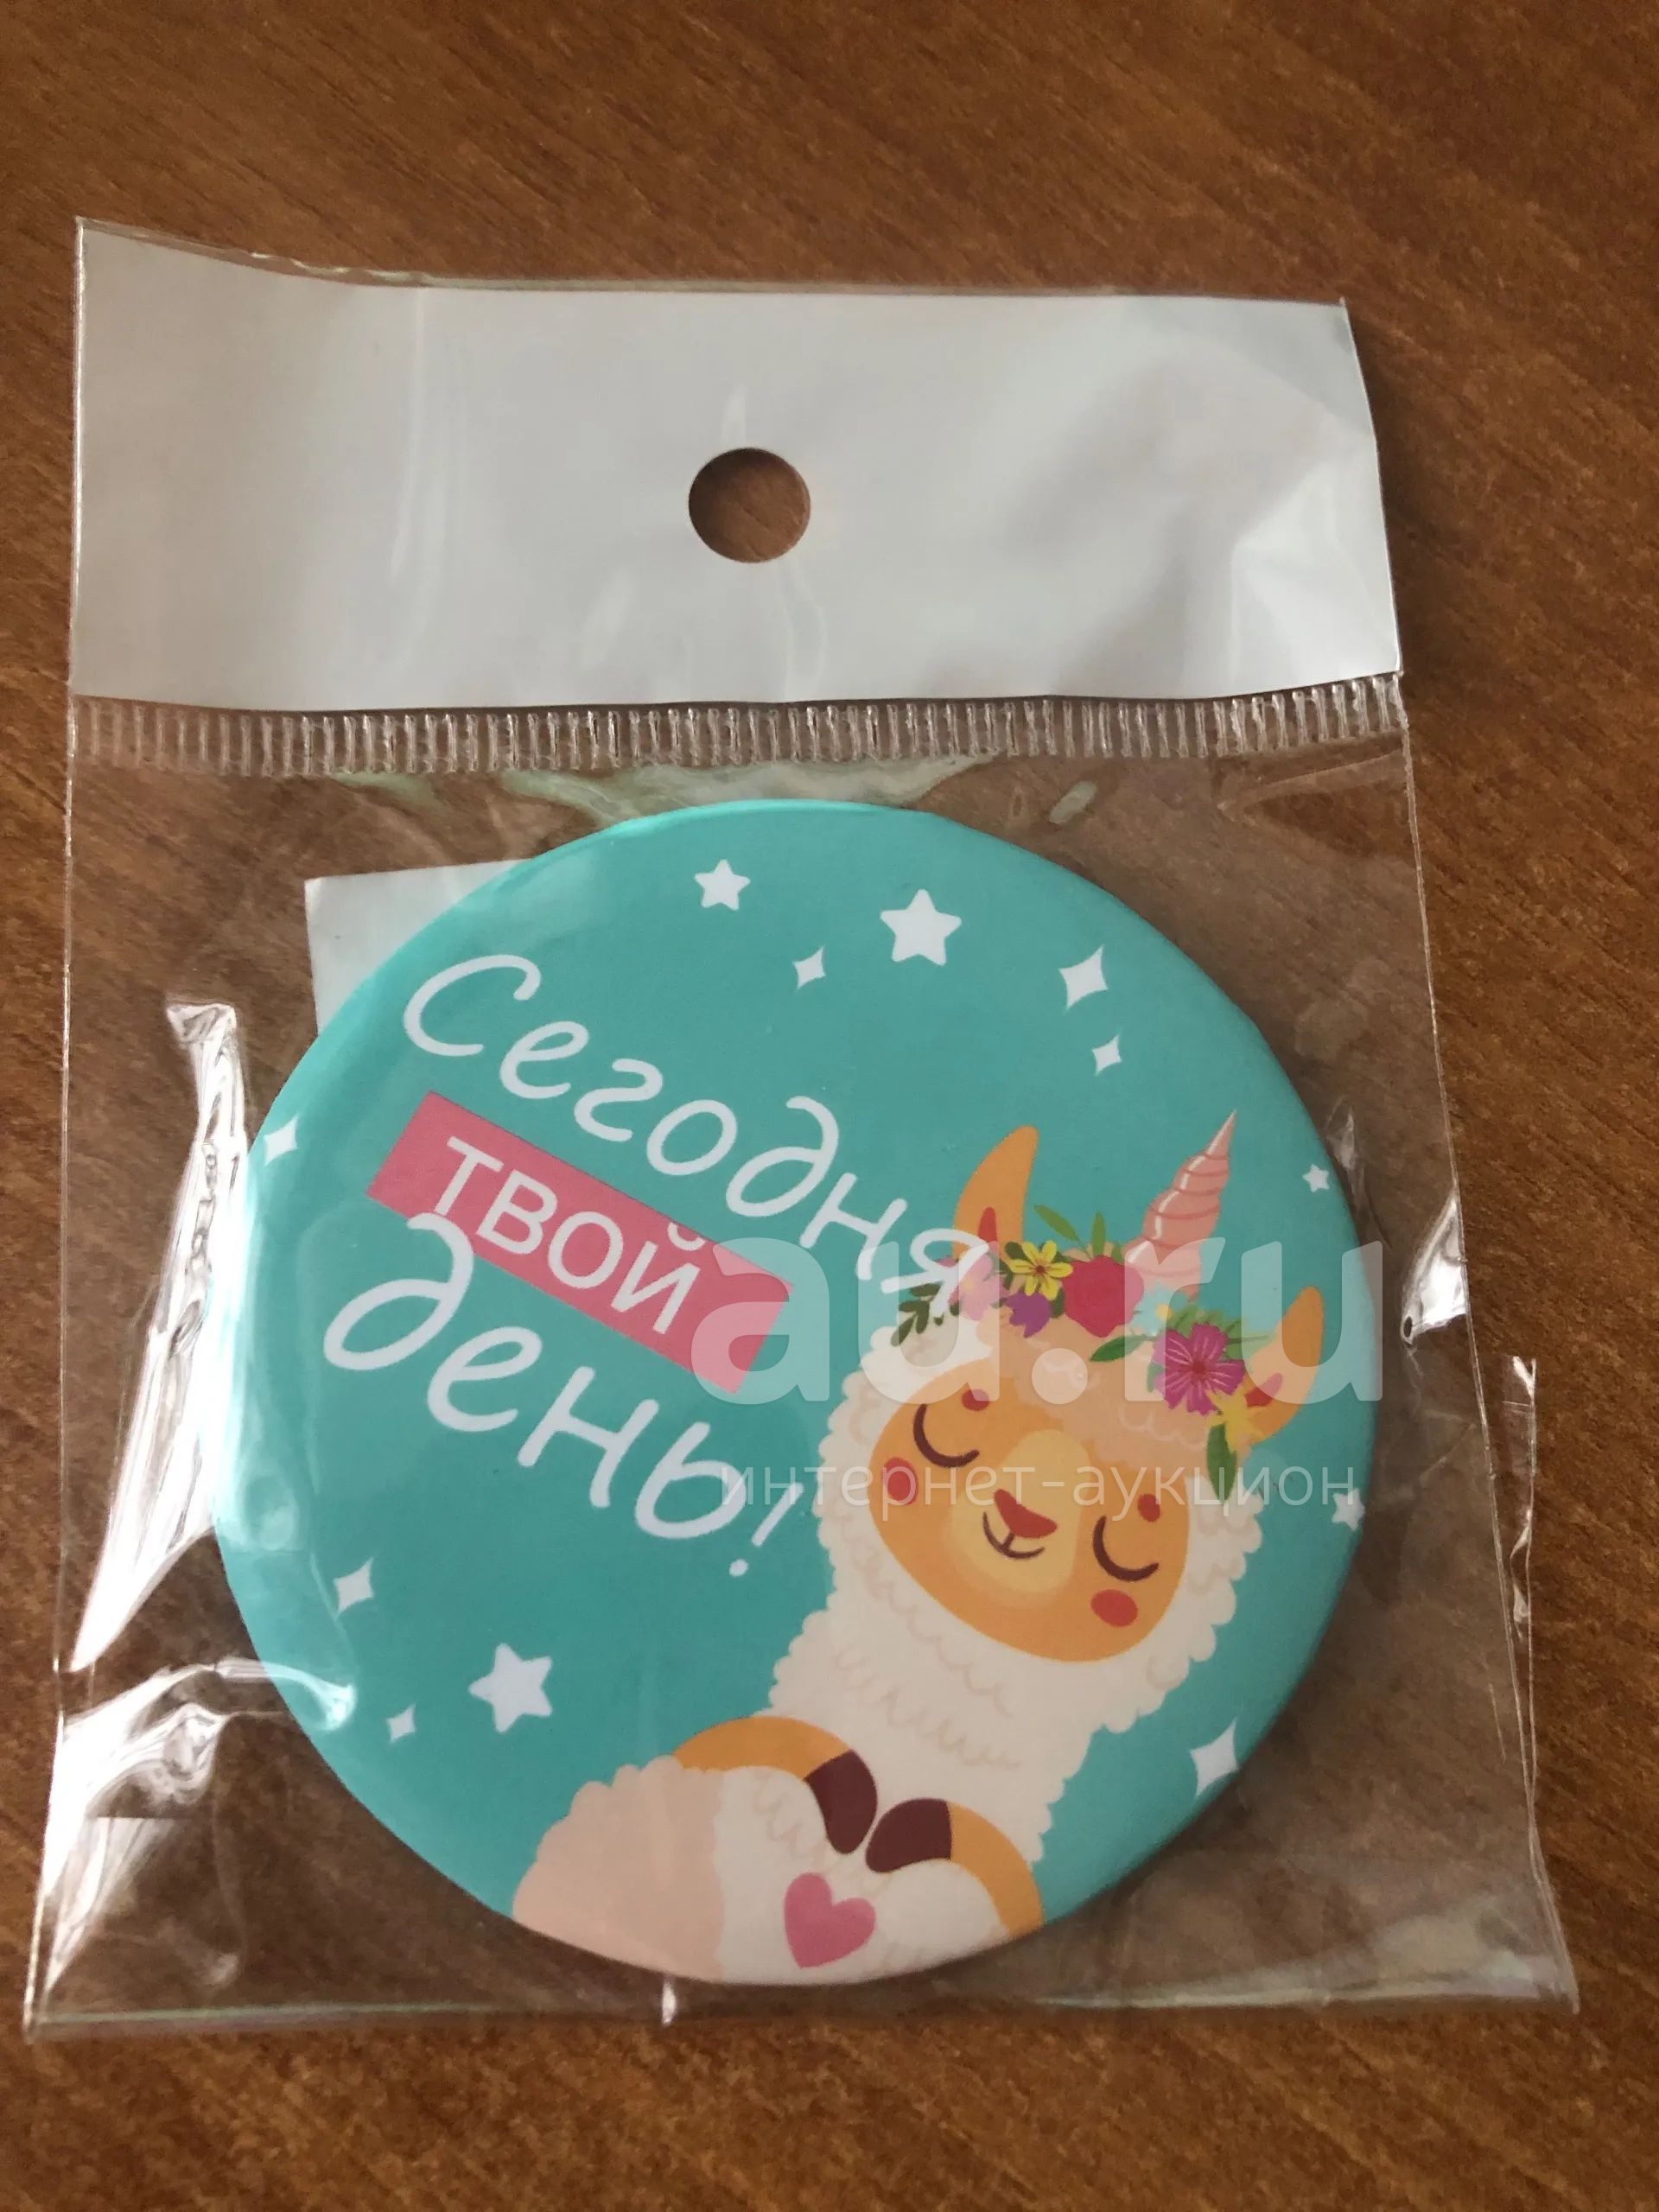 Сегодня
ТВОЙ
день!
au.ru
интернет-аукцион